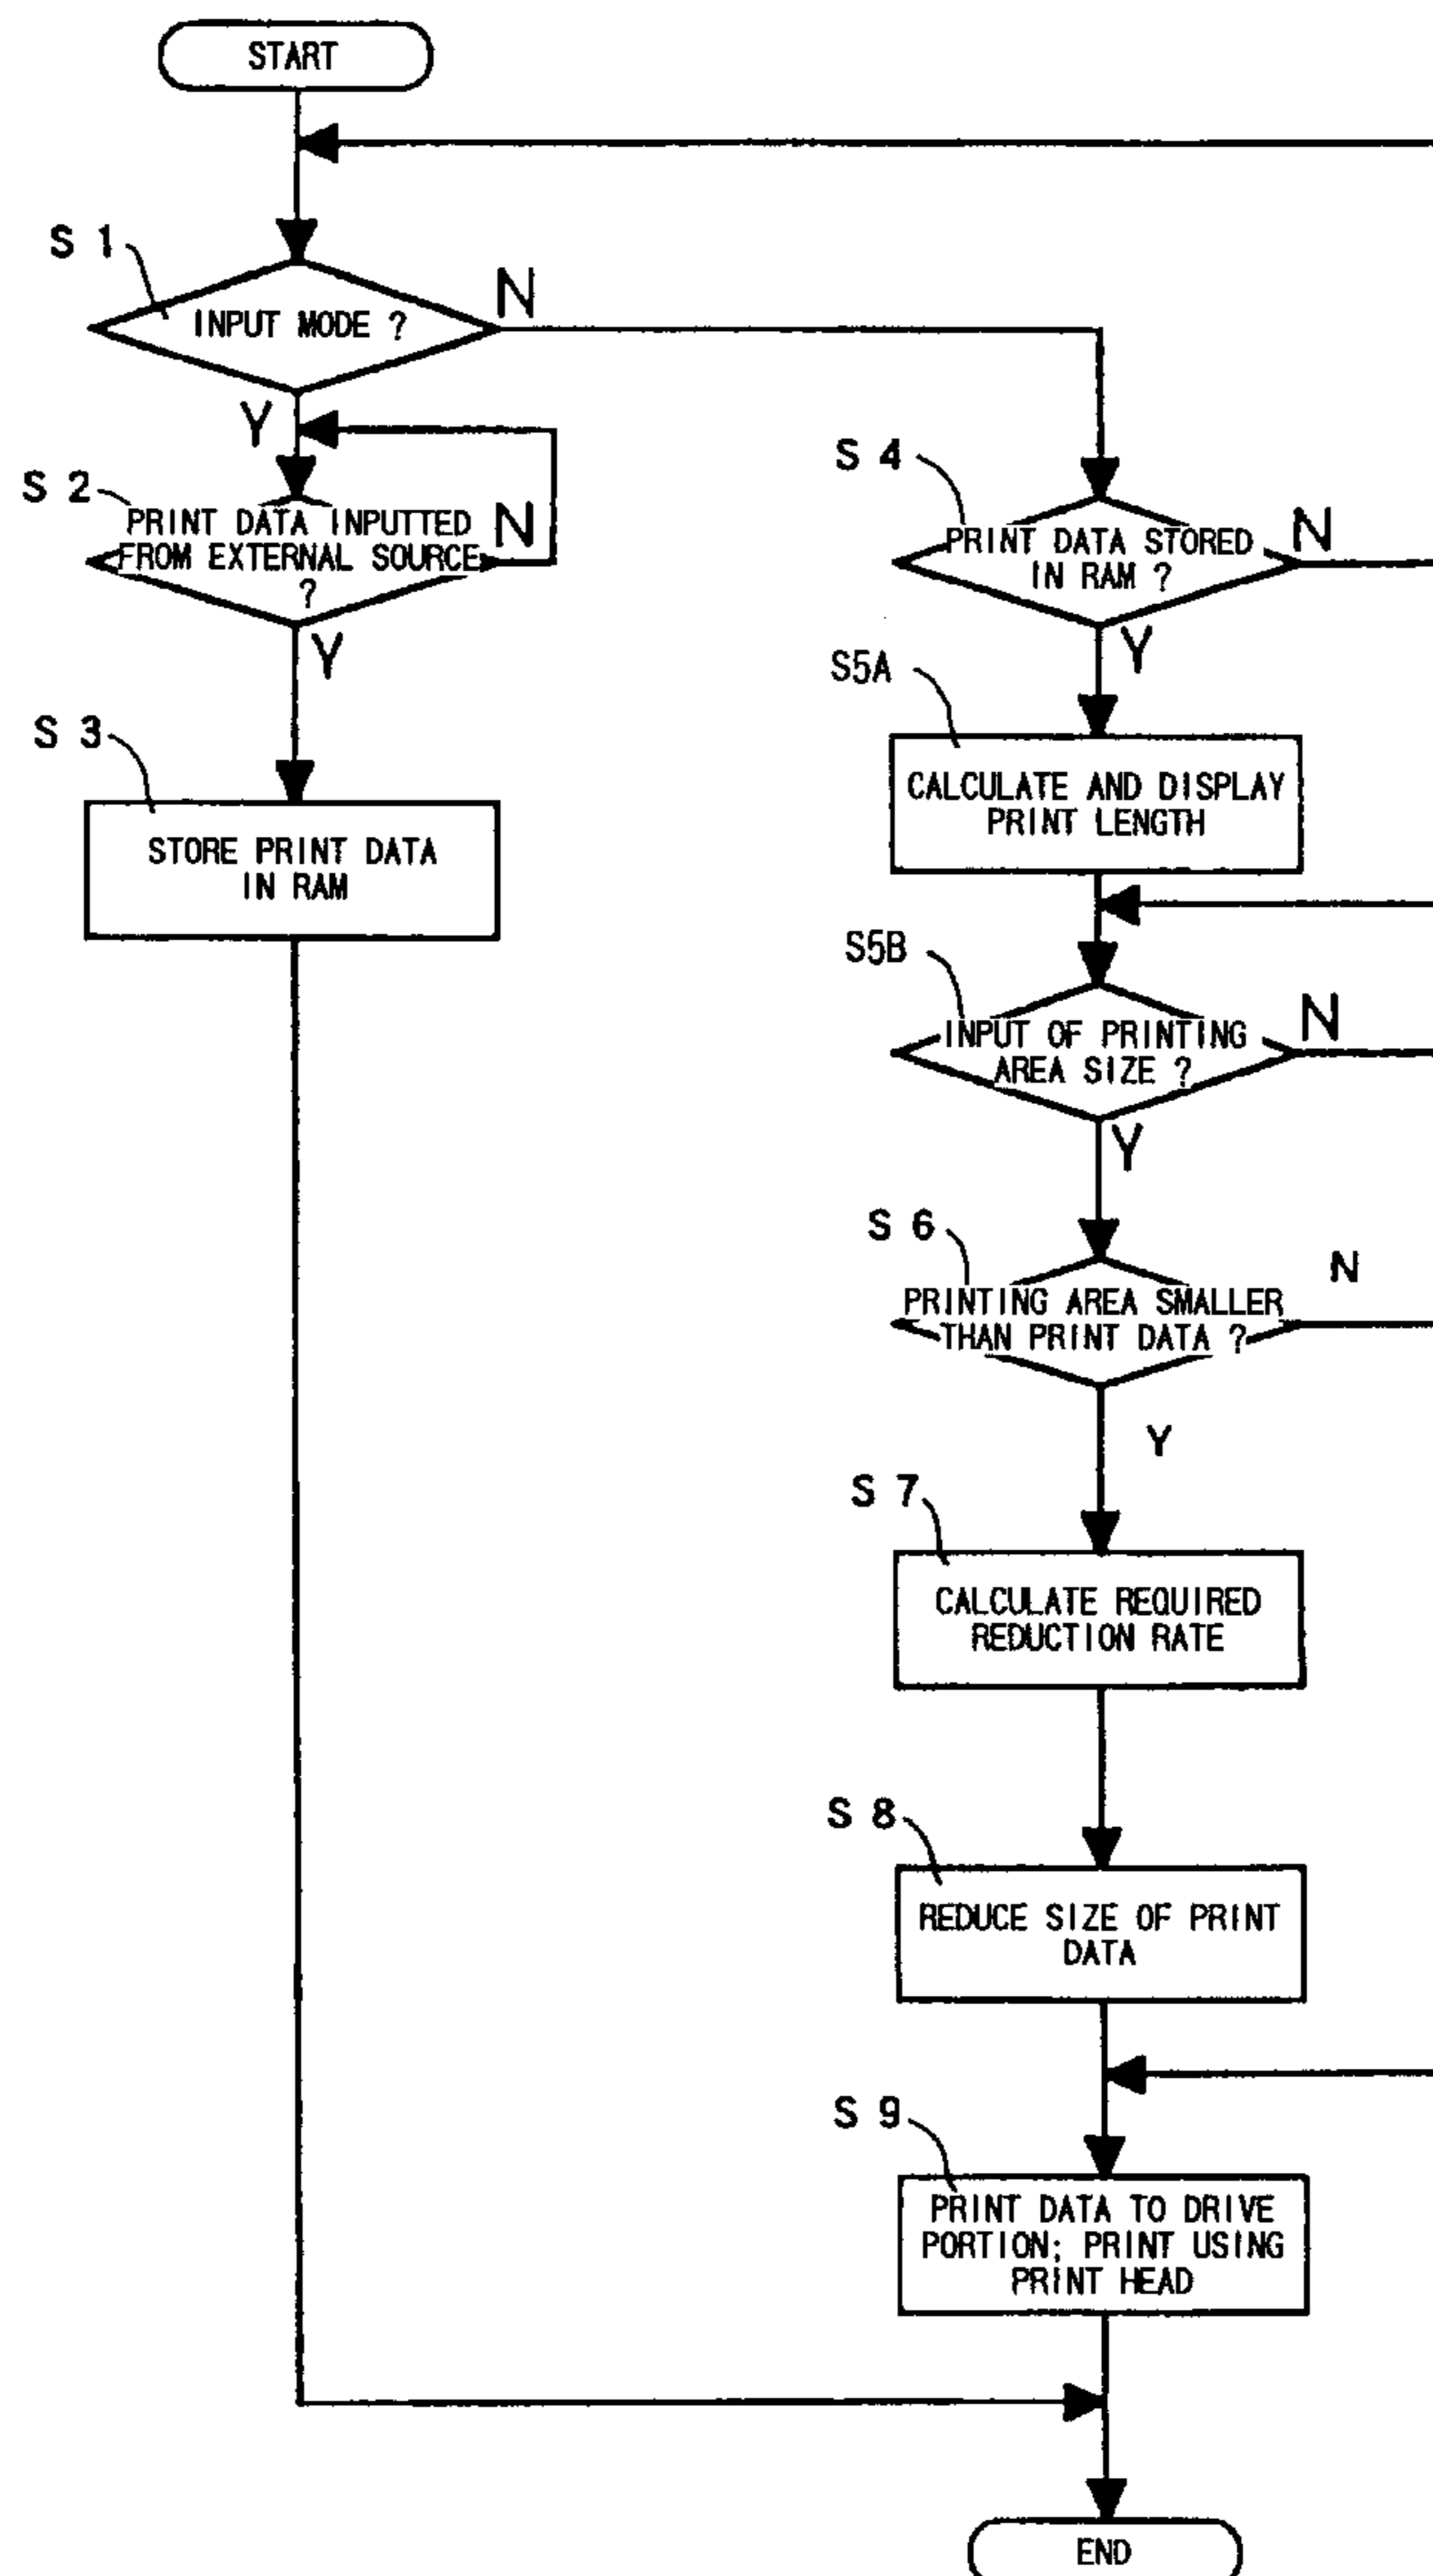 START
S 1
INPUT MODE ?
N
Y
S 2
PRINT DATA INPUTTED
FROM EXTERNAL SOURCE
?
N
Y
S 3
STORE PRINT DATA
IN RAM
S 4
PRINT DATA STORED
IN RAM ?
N
Y
S5A
CALCULATE AND DISPLAY
PRINT LENGTH
S5B
INPUT OF PRINTING
AREA SIZE ?
N
Y
S 6
PRINTING AREA SMALLER
THAN PRINT DATA ?
N
Y
S 7
CALCULATE REQUIRED
REDUCTION RATE
S 8
REDUCE SIZE OF PRINT
DATA
S 9
PRINT DATA TO DRIVE
PORTION; PRINT USING
PRINT HEAD
END